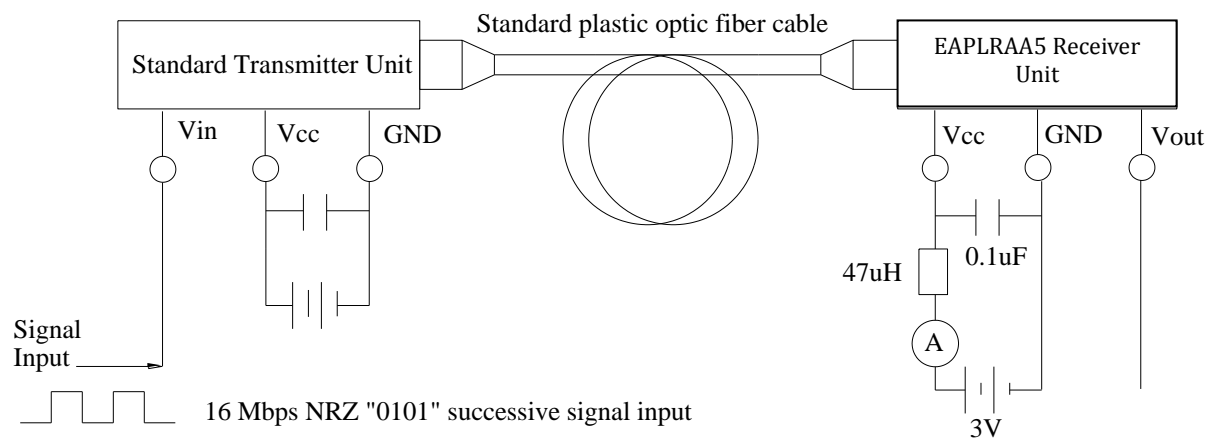 Standard plastic optic fiber cable
Standard Transmitter Unit
EAPLRAA5 Receiver
Unit
Vin
Vcc
GND
Vcc
GND
Vout
47uH
0.1uF
A
3V
Signal
Input
16 Mbps NRZ "0101" successive signal input